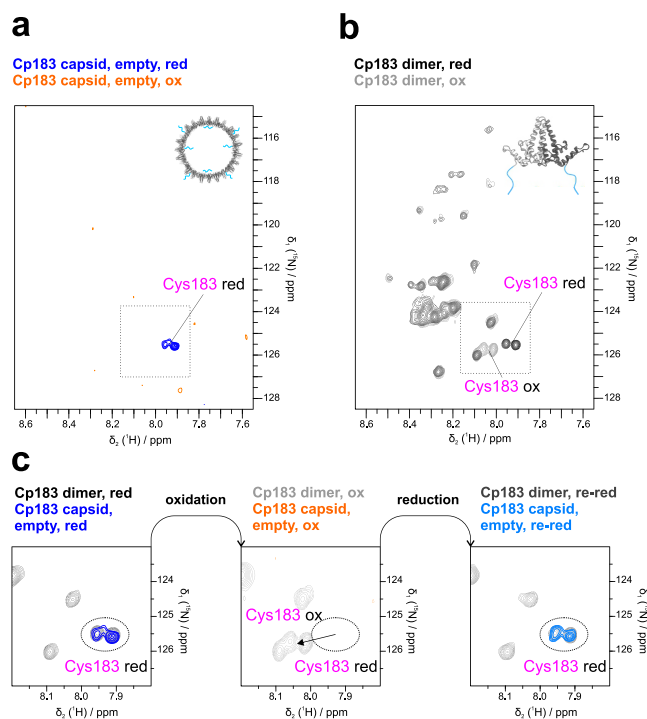 a
Cp183 capsid, empty, red
Cp183 capsid, empty, ox
116
118
120
122
124
126
128
δ₁ (¹⁵N) / ppm
Cys183 red
8.6
8.4
8.2
8.0
7.8
7.6
δ₂ (¹H) / ppm
b
Cp183 dimer, red
Cp183 dimer, ox
116
118
120
122
124
126
128
δ₁ (¹⁵N) / ppm
Cys183 red
Cys183 ox
8.6
8.4
8.2
8.0
7.8
7.6
δ₂ (¹H) / ppm
c
Cp183 dimer, red
Cp183 capsid,
empty, red
oxidation
Cp183 dimer, ox
Cp183 capsid,
empty, ox
reduction
Cp183 dimer, re-red
Cp183 capsid,
empty, re-red
124
125
126
δ₁ (¹⁵N) / ppm
Cys183 red
8.1
8.0
7.9
δ₂ (¹H) / ppm
124
125
126
δ₁ (¹⁵N) / ppm
Cys183 ox
Cys183 red
8.1
8.0
7.9
δ₂ (¹H) / ppm
124
125
126
δ₁ (¹⁵N) / ppm
Cys183 red
8.1
8.0
7.9
δ₂ (¹H) / ppm